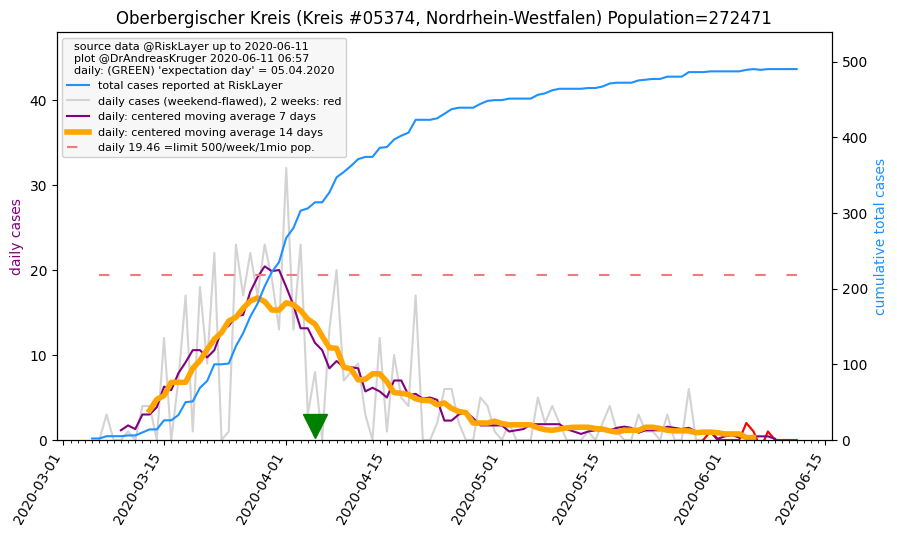 Oberbergischer Kreis (Kreis #05374, Nordrhein-Westfalen) Population=272471
source data @RiskLayer up to 2020-06-11
plot @DrAndreasKruger 2020-06-11 06:57
daily: (GREEN) 'expectation day' = 05.04.2020
total cases reported at RiskLayer
daily cases (weekend-flawed), 2 weeks: red
daily: centered moving average 7 days
daily: centered moving average 14 days
daily 19.46 =limit 500/week/1mio pop.
daily cases
40
30
20
10
0
cumulative total cases
500
400
300
200
100
0
2020-03-01
2020-03-15
2020-04-01
2020-04-15
2020-05-01
2020-05-15
2020-06-01
2020-06-15